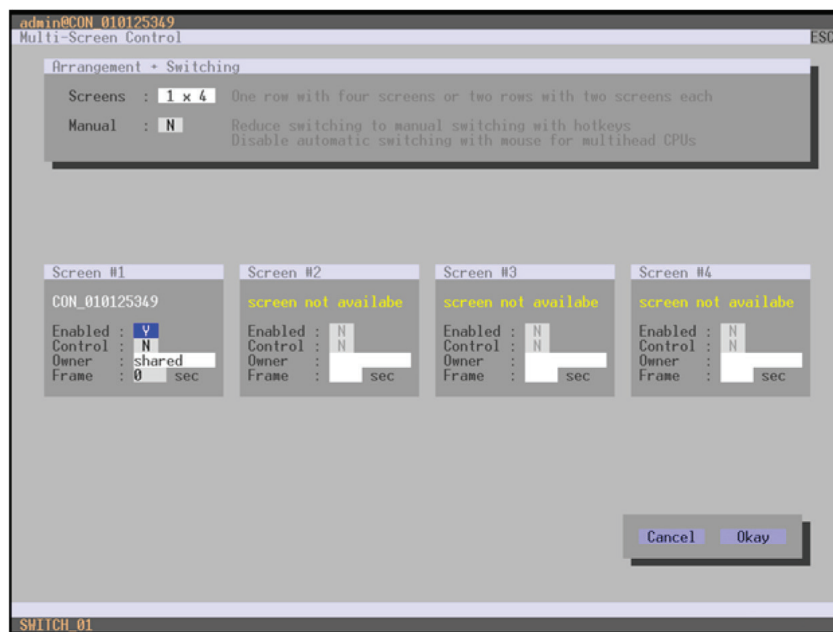 admin@CON_010125349
Multi-Screen Control ESC
Arrangement + Switching
Screens : 1 x 4 One row with four screens or two rows with two screens each
Manual : N Reduce switching to manual switching with hotkeys
Disable automatic switching with mouse for multihead CPUs
Screen #1
CON_010125349
Enabled : Y
Control : N
Owner : shared
Frame : 0 sec
Screen #2
screen not availabe
Enabled : N
Control : N
Owner :
Frame : sec
Screen #3
screen not availabe
Enabled : N
Control : N
Owner :
Frame : sec
Screen #4
screen not availabe
Enabled : N
Control : N
Owner :
Frame : sec
Cancel Okay
SWITCH_01